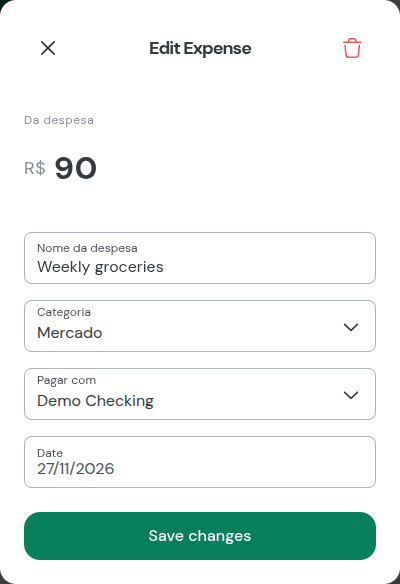 Edit Expense
Da despesa
R$ 90
Nome da despesa
Weekly groceries
Categoria
Mercado
Pagar com
Demo Checking
Date
27/11/2026
Save changes